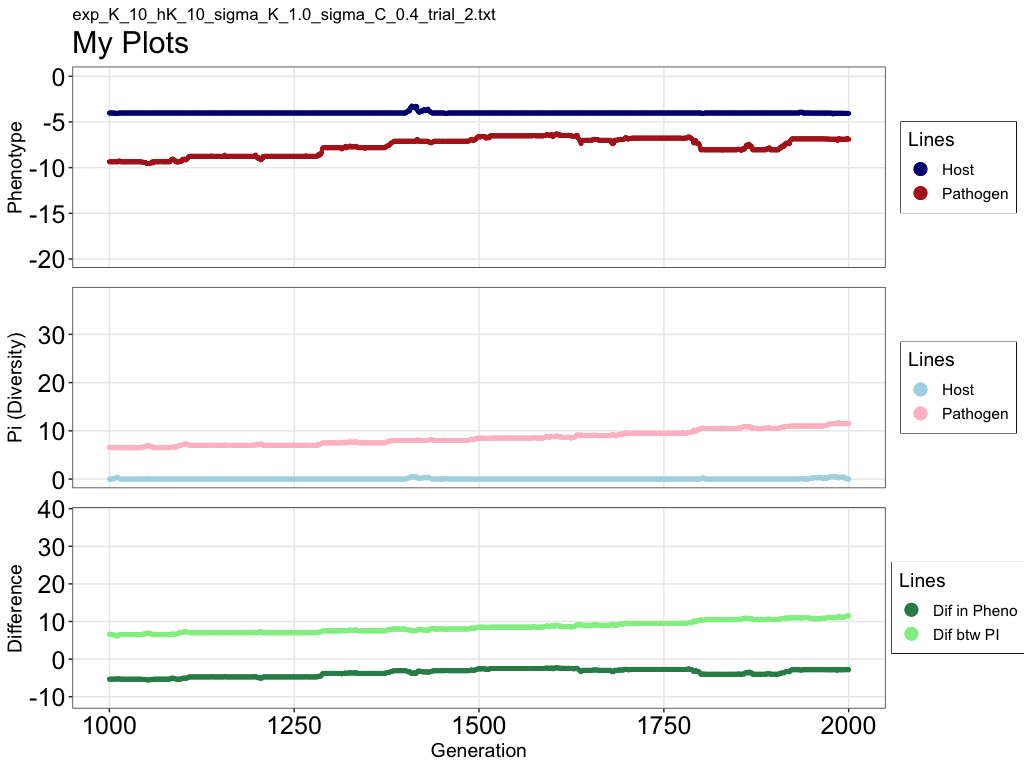 exp_K_10_hK_10_sigma_K_1.0_sigma_C_0.4_trial_2.txt
My Plots
Phenotype
0
-5
-10
-15
-20
Lines
Host
Pathogen
Pi (Diversity)
30
20
10
0
Lines
Host
Pathogen
Difference
40
30
20
10
0
-10
Lines
Dif in Pheno
Dif btw PI
1000 1250 1500 1750 2000
Generation